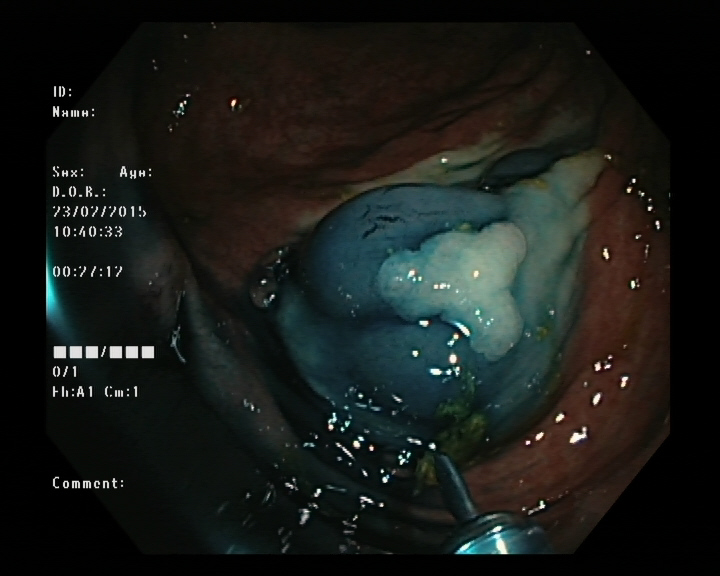 ID:
Name:
Sex: Age:
D.O.B.:
23/02/2015
10:40:33
00:27:12
■■■/■■■
0/1
Eh:A1 Cm:1
Comment: